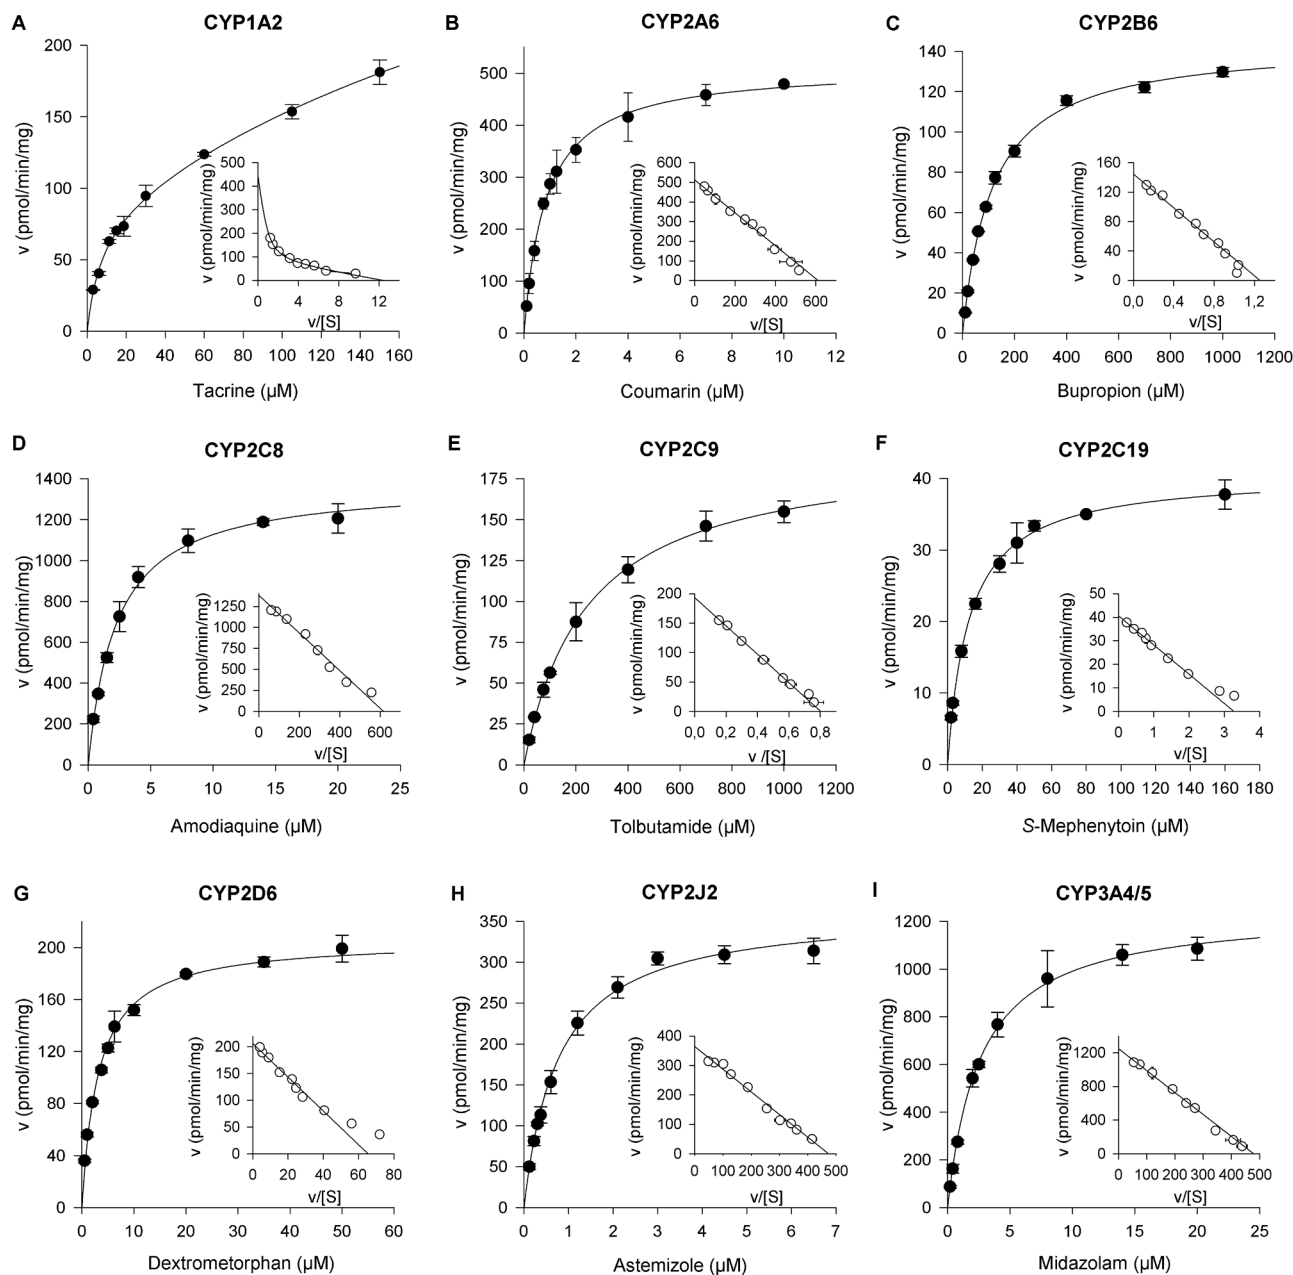 A
CYP1A2
v (pmol/min/mg)
200
150
100
50
0
0 20 40 60 80 100 120 140 160
Tacrine (µM)
v (pmol/min/mg)
500
400
300
200
100
0
0 4 8 12
v/[S]
B
CYP2A6
v (pmol/min/mg)
500
400
300
200
100
0
0 2 4 6 8 10 12
Coumarin (µM)
v (pmol/min/mg)
600
500
400
300
200
100
0
0 200 400 600
v/[S]
C
CYP2B6
v (pmol/min/mg)
140
120
100
80
60
40
20
0
0 200 400 600 800 1000 1200
Bupropion (µM)
v (pmol/min/mg)
160
120
80
40
0
0,0 0,4 0,8 1,2
v/[S]
D
CYP2C8
v (pmol/min/mg)
1400
1200
1000
800
600
400
200
0
0 5 10 15 20 25
Amodiaquine (µM)
v (pmol/min/mg)
1250
1000
750
500
250
0
0 200 400 600
v/[S]
E
CYP2C9
v (pmol/min/mg)
175
150
125
100
75
50
25
0
0 200 400 600 800 1000 1200
Tolbutamide (µM)
v (pmol/min/mg)
200
150
100
50
0
0,0 0,2 0,4 0,6 0,8
v /[S]
F
CYP2C19
v (pmol/min/mg)
40
30
20
10
0
0 20 40 60 80 100 120 140 160 180
S-Mephenytoin (µM)
v (pmol/min/mg)
50
40
30
20
10
0
0 1 2 3 4
v/[S]
G
CYP2D6
v (pmol/min/mg)
200
160
120
80
40
0
0 10 20 30 40 50 60
Dextrometorphan (µM)
v (pmol/min/mg)
200
150
100
50
0
0 20 40 60 80
v/[S]
H
CYP2J2
v (pmol/min/mg)
350
300
250
200
150
100
50
0
0 1 2 3 4 5 6 7
Astemizole (µM)
v (pmol/min/mg)
400
300
200
100
0
0 100 200 300 400 500
v/[S]
I
CYP3A4/5
v (pmol/min/mg)
1200
1000
800
600
400
200
0
0 5 10 15 20 25
Midazolam (µM)
v (pmol/min/mg)
1200
800
400
0
0 100 200 300 400 500
v/[S]